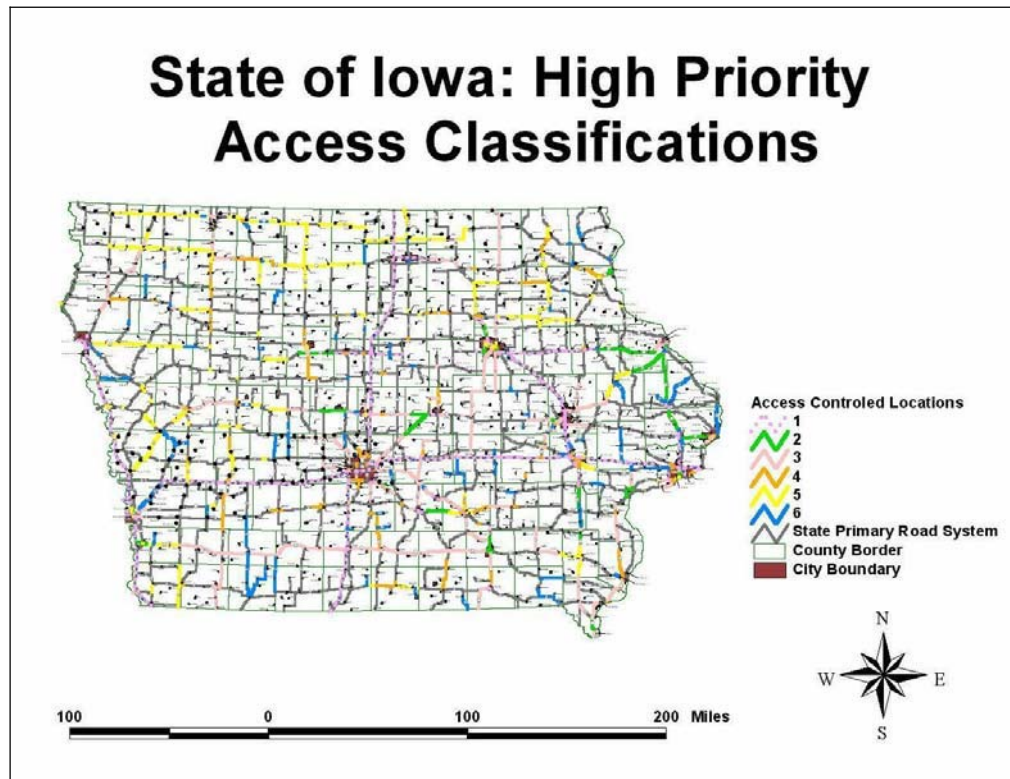 State of Iowa: High Priority
Access Classifications
Access Controled Locations
1
2
3
4
5
6
State Primary Road System
County Border
City Boundary
N
W E
S
100 0 100 200 Miles